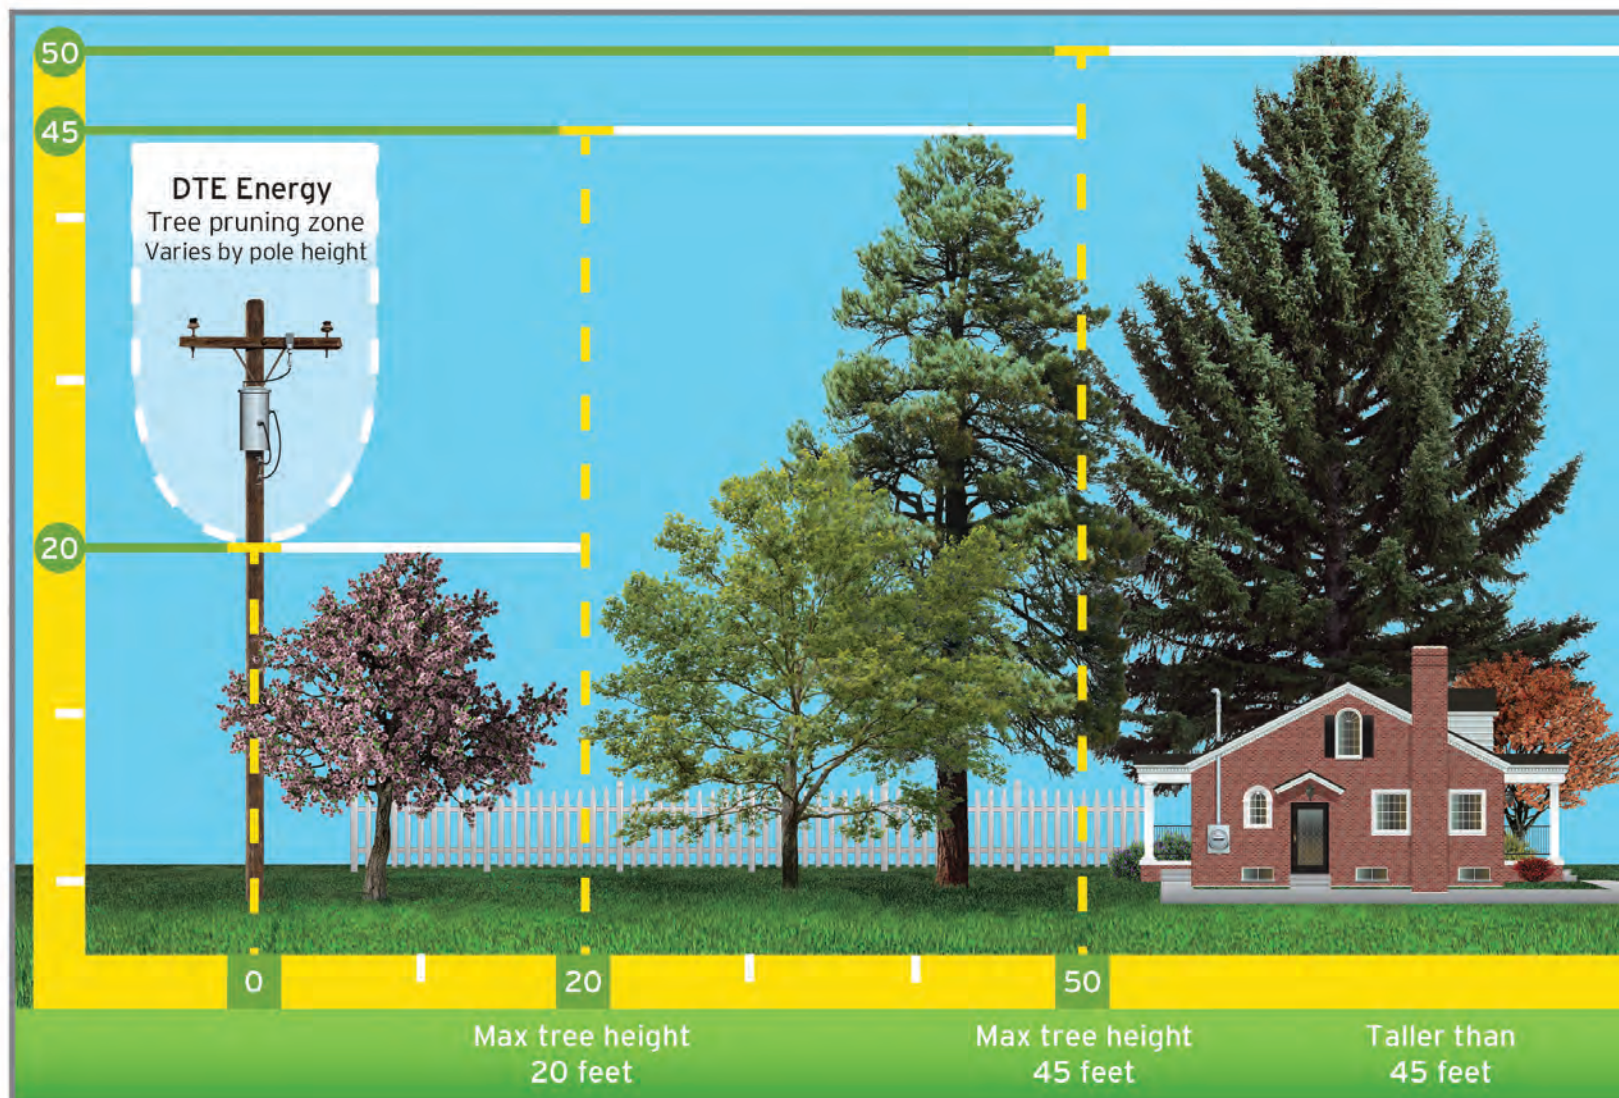 50
45
DTE Energy
Tree pruning zone
Varies by pole height
20
0
20
50
Max tree height
20 feet
Max tree height
45 feet
Taller than
45 feet